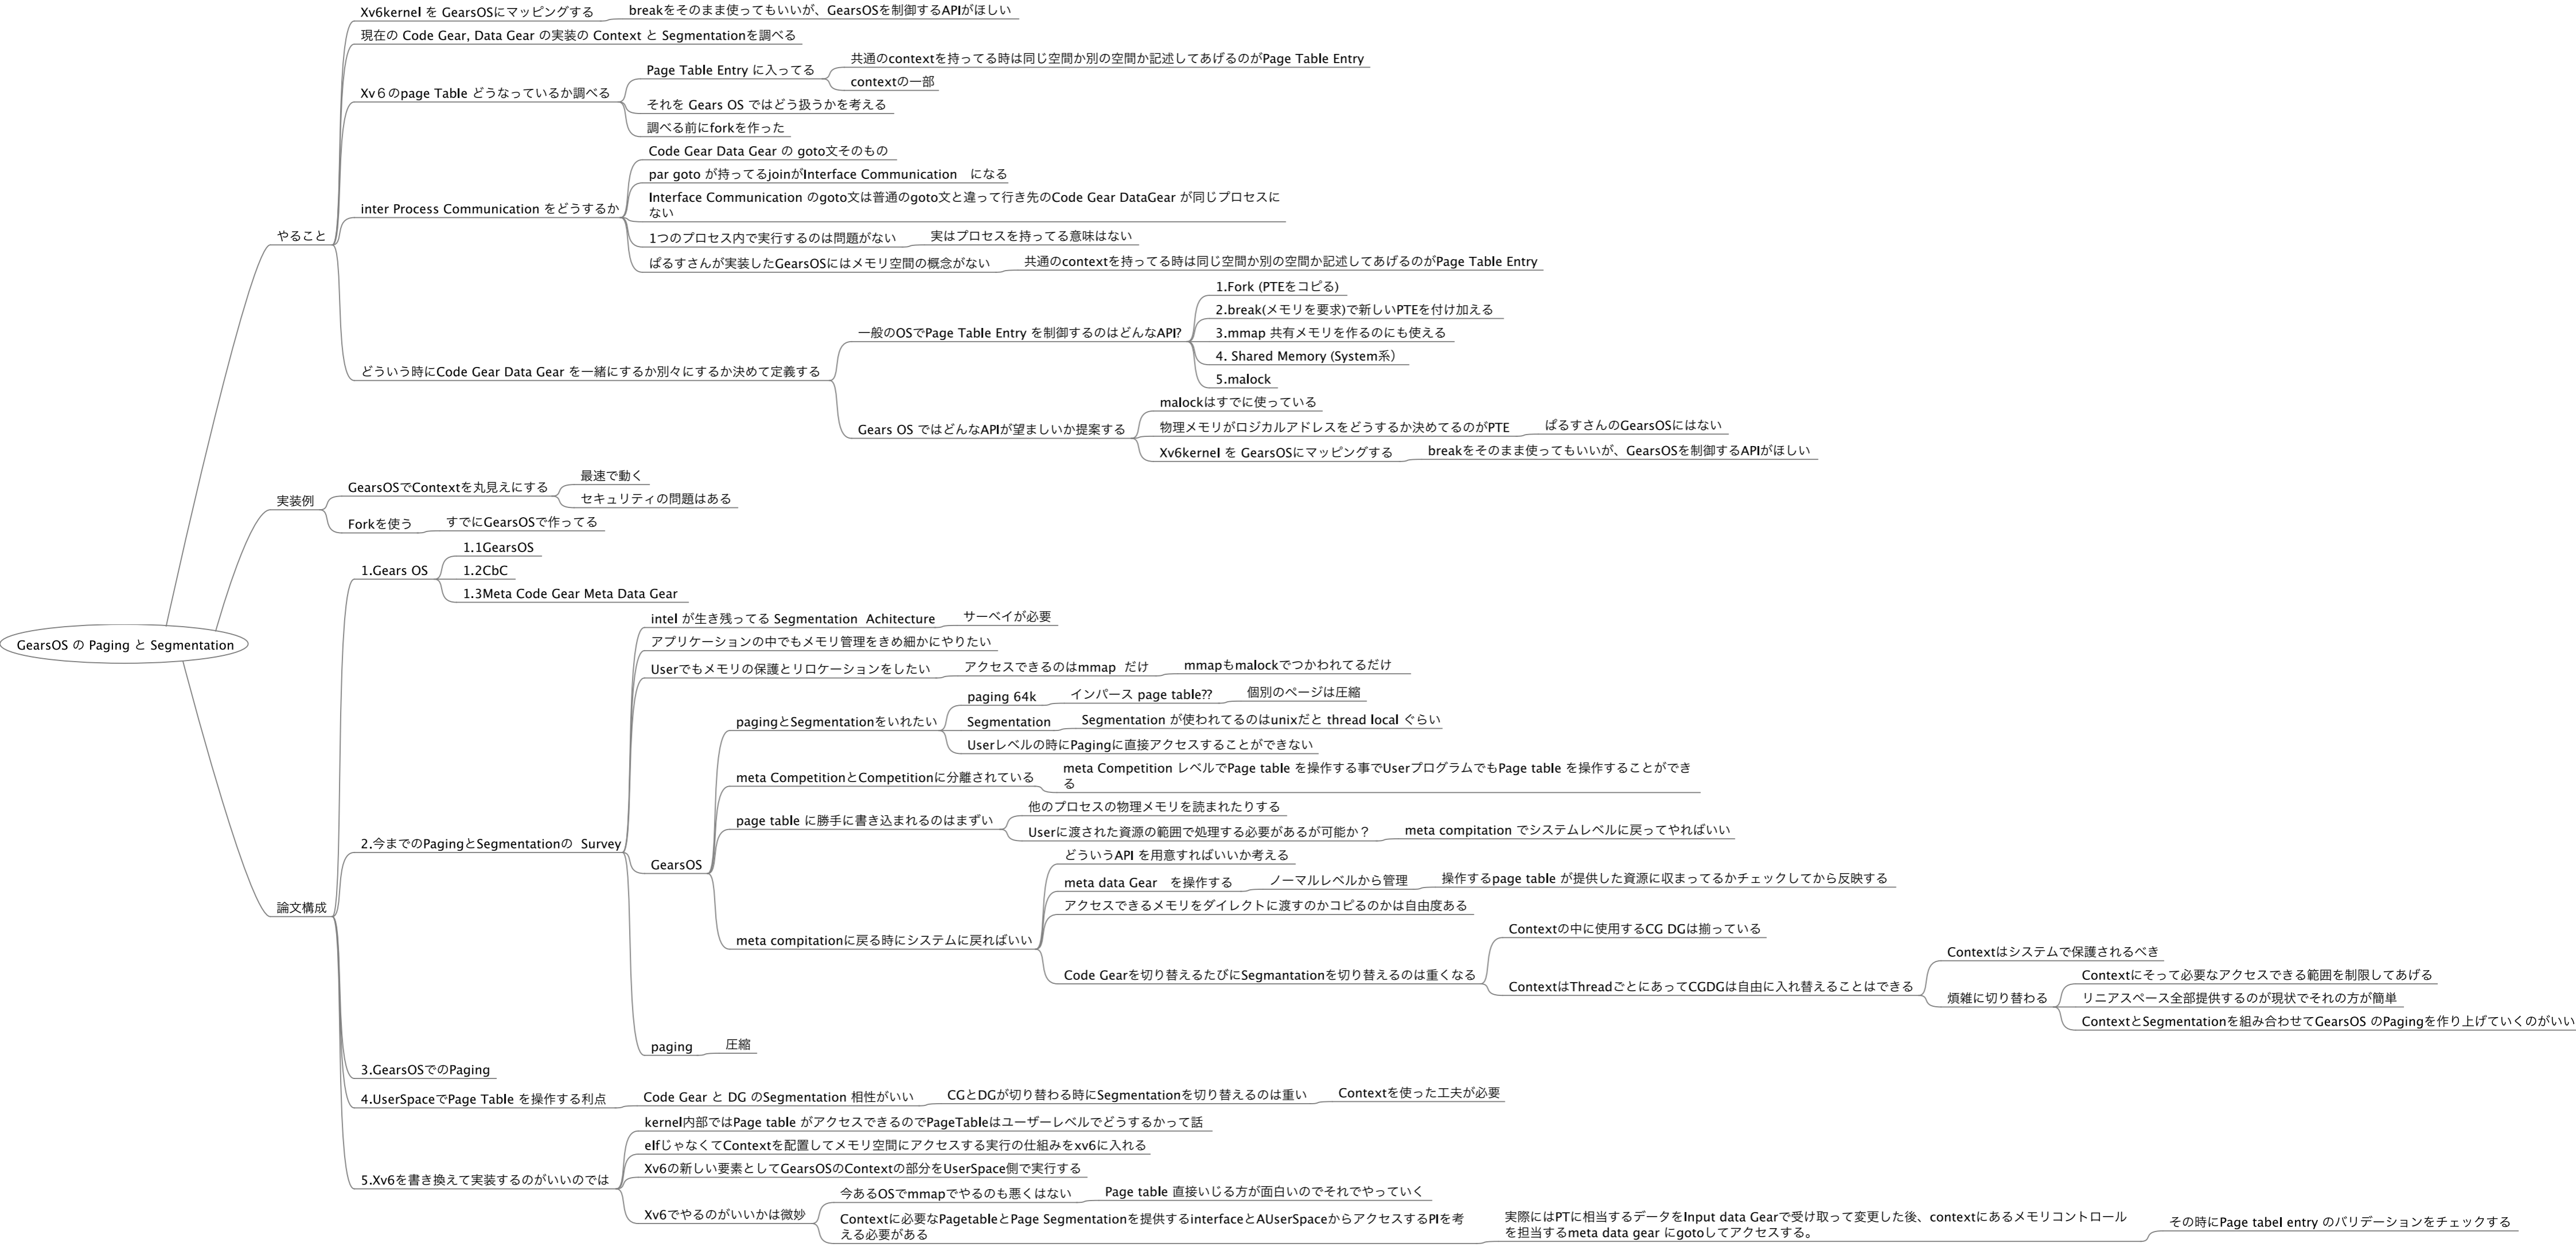 GearsOS の Paging と Segmentation
やること
Xv6kernel を GearsOSにマッピングする
breakをそのまま使ってもいいが、GearsOSを制御するAPIがほしい
現在の Code Gear, Data Gear の実装の Context と Segmentationを調べる
Xv６のpage Table どうなっているか調べる
Page Table Entry に入ってる
共通のcontextを持ってる時は同じ空間か別の空間か記述してあげるのがPage Table Entry
contextの一部
それを Gears OS ではどう扱うかを考える
調べる前にforkを作った
inter Process Communication をどうするか
Code Gear Data Gear の goto文そのもの
par goto が持ってるjoinがInterface Communication　になる
Interface Communication のgoto文は普通のgoto文と違って行き先のCode Gear DataGear が同じプロセスに
ない
1つのプロセス内で実行するのは問題がない
実はプロセスを持ってる意味はない
ぱるすさんが実装したGearsOSにはメモリ空間の概念がない
共通のcontextを持ってる時は同じ空間か別の空間か記述してあげるのがPage Table Entry
どういう時にCode Gear Data Gear を一緒にするか別々にするか決めて定義する
一般のOSでPage Table Entry を制御するのはどんなAPI?
1.Fork (PTEをコピる)
2.break(メモリを要求)で新しいPTEを付け加える
3.mmap 共有メモリを作るのにも使える
4. Shared Memory (System系）
5.malock
Gears OS ではどんなAPIが望ましいか提案する
malockはすでに使っている
物理メモリがロジカルアドレスをどうするか決めてるのがPTE
ぱるすさんのGearsOSにはない
Xv6kernel を GearsOSにマッピングする
breakをそのまま使ってもいいが、GearsOSを制御するAPIがほしい
実装例
GearsOSでContextを丸見えにする
最速で動く
セキュリティの問題はある
Forkを使う
すでにGearsOSで作ってる
論文構成
1.Gears OS
1.1GearsOS
1.2CbC
1.3Meta Code Gear Meta Data Gear
2.今までのPagingとSegmentationの Survey
intel が生き残ってる Segmentation Achitecture
サーベイが必要
アプリケーションの中でもメモリ管理をきめ細かにやりたい
Userでもメモリの保護とリロケーションをしたい
アクセスできるのはmmap だけ
mmapもmalockでつかわれてるだけ
GearsOS
pagingとSegmentationをいれたい
paging 64k
インバース page table??
個別のページは圧縮
Segmentation
Segmentation が使われてるのはunixだと thread local ぐらい
Userレベルの時にPagingに直接アクセスすることができない
meta CompetitionとCompetitionに分離されている
meta Competition レベルでPage table を操作する事でUserプログラムでもPage table を操作することができ
る
page table に勝手に書き込まれるのはまずい
他のプロセスの物理メモリを読まれたりする
Userに渡された資源の範囲で処理する必要があるが可能か？
meta compitation でシステムレベルに戻ってやればいい
meta compitationに戻る時にシステムに戻ればいい
どういうAPI を用意すればいいか考える
meta data Gear　を操作する
ノーマルレベルから管理
操作するpage table が提供した資源に収まってるかチェックしてから反映する
アクセスできるメモリをダイレクトに渡すのかコピるのかは自由度ある
Code Gearを切り替えるたびにSegmantationを切り替えるのは重くなる
Contextの中に使用するCG DGは揃っている
ContextはThreadごとにあってCGDGは自由に入れ替えることはできる
Contextはシステムで保護されるべき
煩雑に切り替わる
Contextにそって必要なアクセスできる範囲を制限してあげる
リニアスペース全部提供するのが現状でそれの方が簡単
ContextとSegmentationを組み合わせてGearsOS のPagingを作り上げていくのがいい
paging
圧縮
3.GearsOSでのPaging
4.UserSpaceでPage Table を操作する利点
Code Gear と DG のSegmentation 相性がいい
CGとDGが切り替わる時にSegmentationを切り替えるのは重い
Contextを使った工夫が必要
5.Xv6を書き換えて実装するのがいいのでは
kernel内部ではPage table がアクセスできるのでPageTableはユーザーレベルでどうするかって話
elfじゃなくてContextを配置してメモリ空間にアクセスする実行の仕組みをxv6に入れる
Xv6の新しい要素としてGearsOSのContextの部分をUserSpace側で実行する
Xv6でやるのがいいかは微妙
今あるOSでmmapでやるのも悪くはない
Page table 直接いじる方が面白いのでそれでやっていく
Contextに必要なPagetableとPage Segmentationを提供するinterfaceとAUserSpaceからアクセスするPIを考
える必要がある
実際にはPTに相当するデータをInput data Gearで受け取って変更した後、contextにあるメモリコントロール
を担当するmeta data gear にgotoしてアクセスする。
その時にPage tabel entry のバリデーションをチェックする